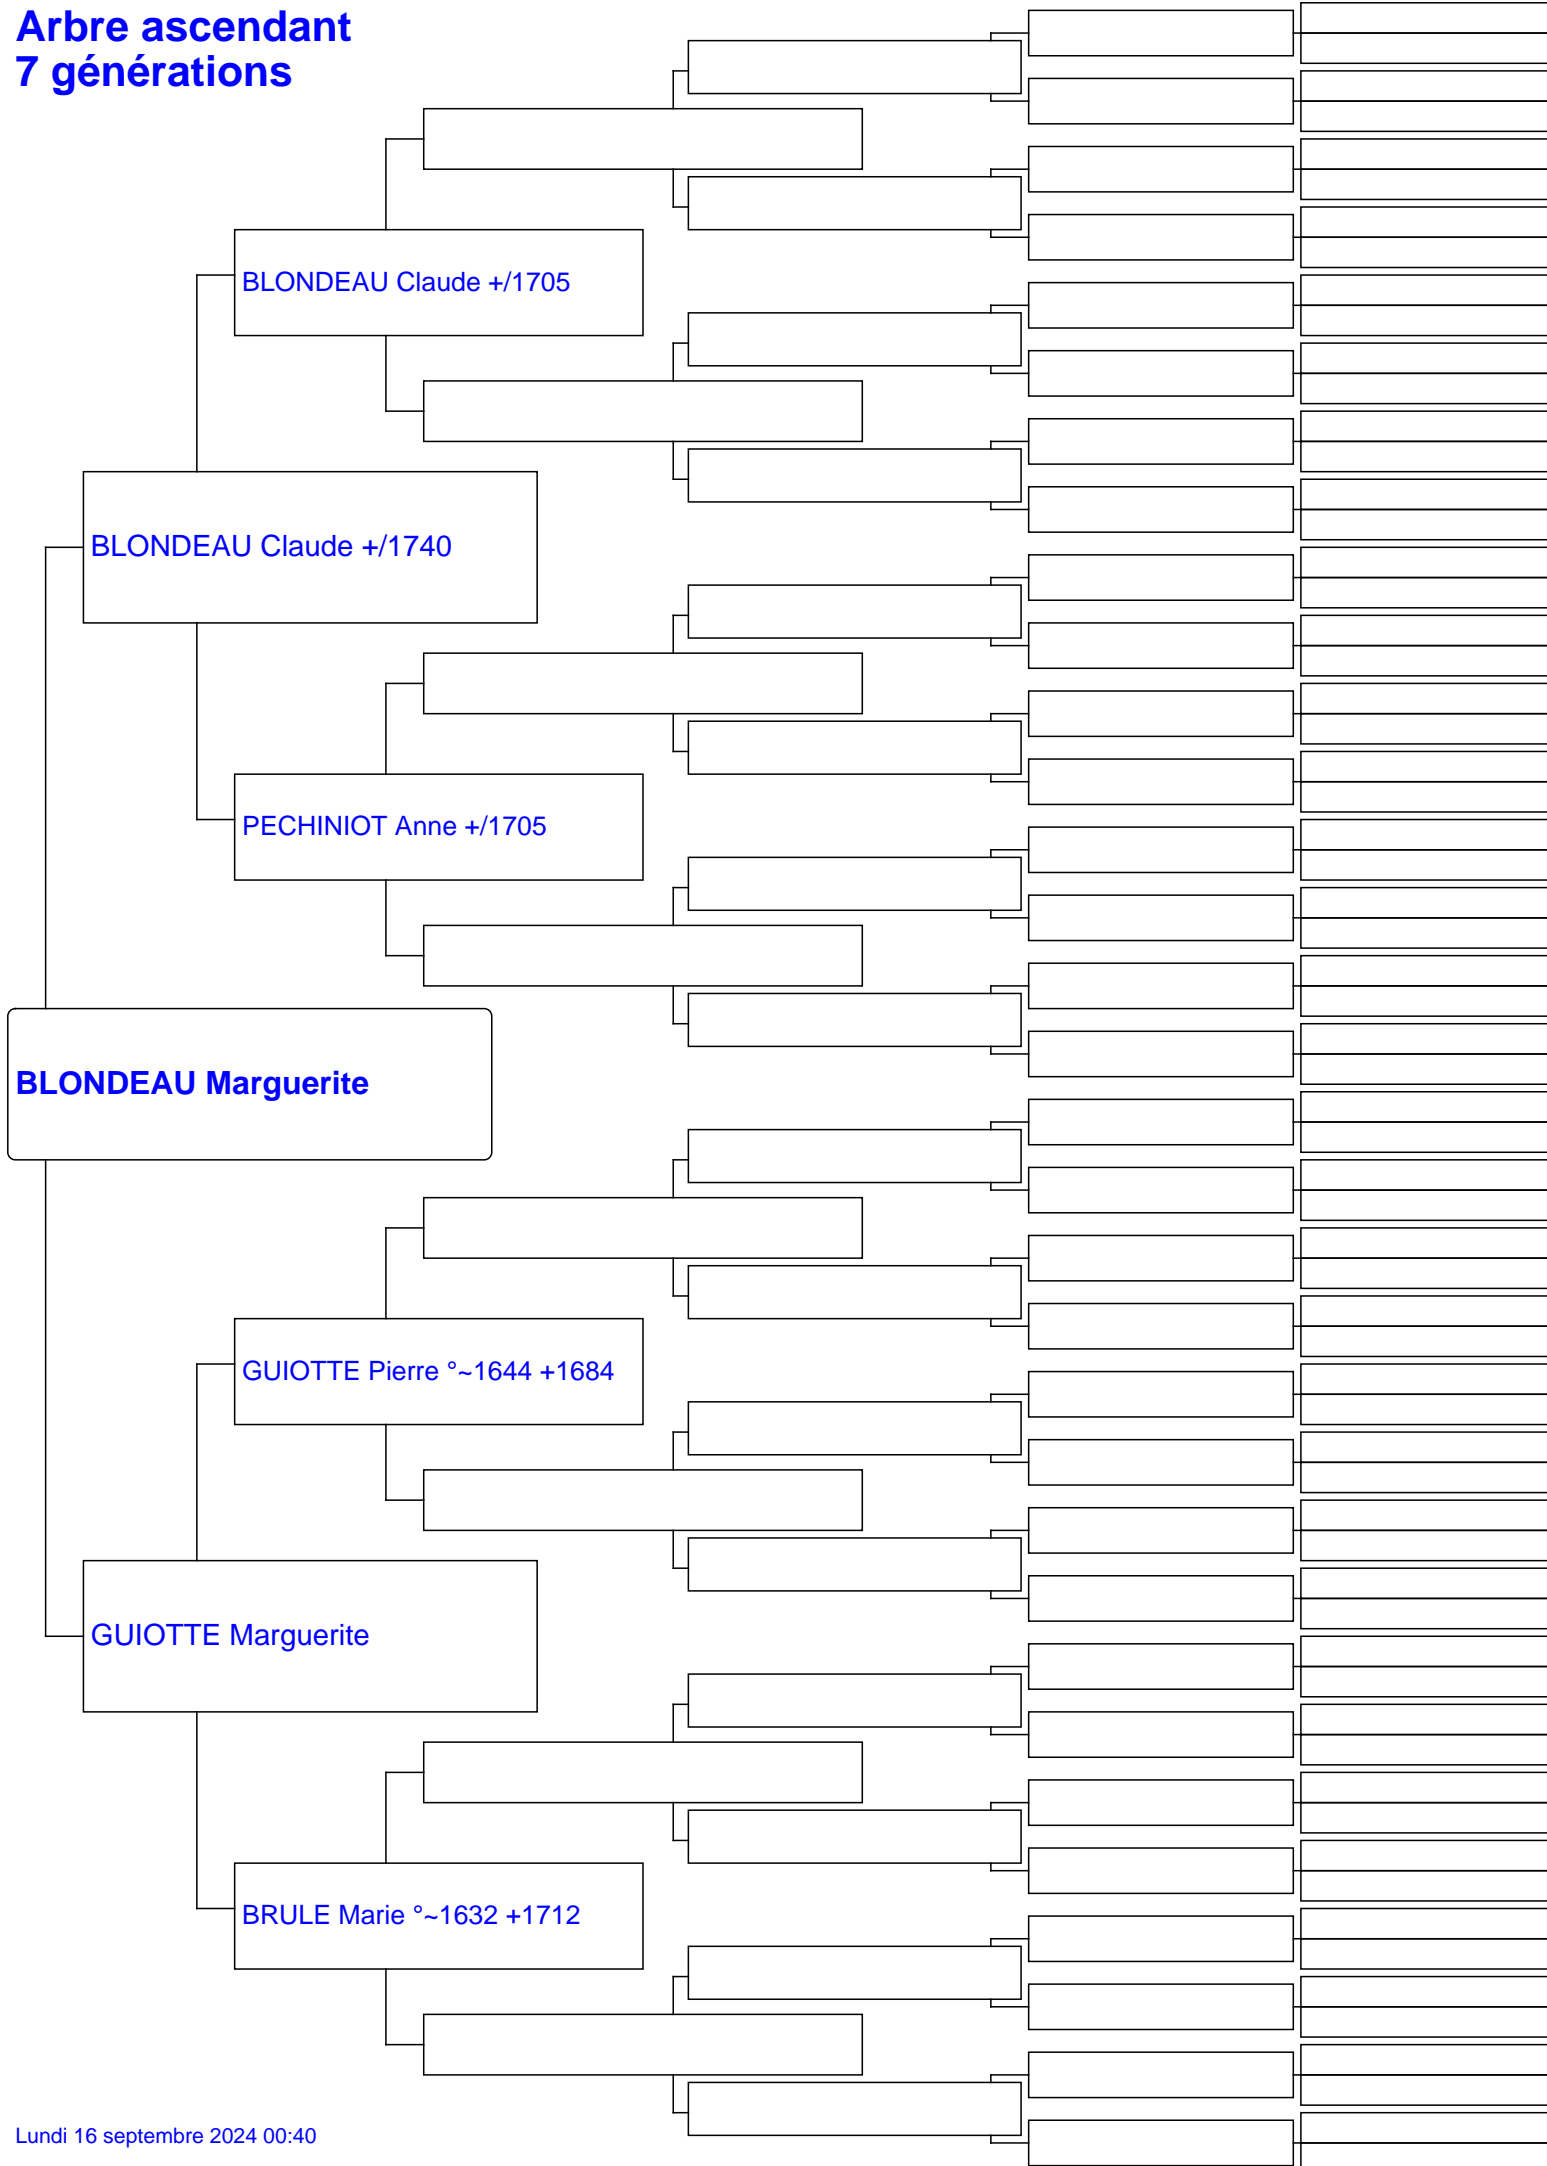 Arbre ascendant
7 générations
BLONDEAU Claude +/1705
BLONDEAU Claude +/1740
PECHINIOT Anne +/1705
BLONDEAU Marguerite
GUIOTTE Pierre °~1644 +1684
GUIOTTE Marguerite
BRULE Marie °~1632 +1712
Lundi 16 septembre 2024 00:40